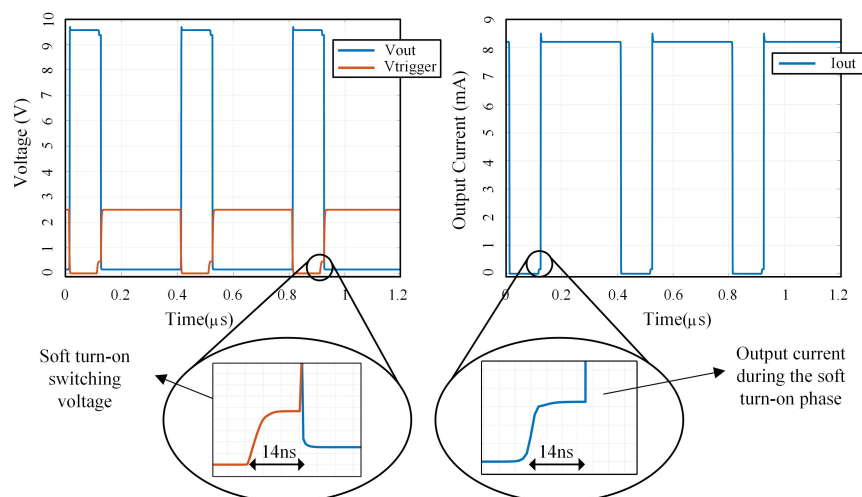 10
9
8
7
6
5
4
3
2
1
0
Voltage (V)
Vout
Vtrigger
0 0.2 0.4 0.6 0.8 1 1.2
Time(μs)
9
8
7
6
5
4
3
2
1
0
Output Current (mA)
Iout
0 0.2 0.4 0.6 0.8 1 1.2
Time(μs)
Soft turn-on
switching
voltage
14ns
14ns
Output current
during the soft
turn-on phase